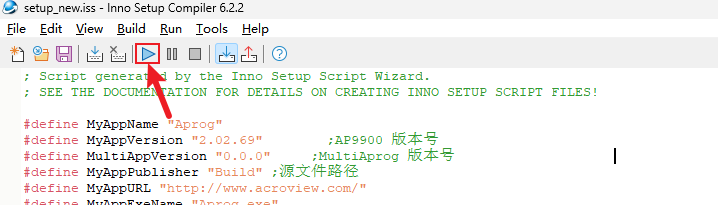 setup_new.iss - Inno Setup Compiler 6.2.2
File Edit View Build Run Tools Help
; Script generated by the Inno Setup Script Wizard.
; SEE THE DOCUMENTATION FOR DETAILS ON CREATING INNO SETUP SCRIPT FILES!
#define MyAppName "Aprog"
#define MyAppVersion "2.02.69" ;AP9900 版本号
#define MultiAppVersion "0.0.0" ;MultiAprog 版本号
#define MyAppPublisher "Build" ;源文件路径
#define MyAppURL "http://www.acroview.com/"
#define MyAppExeName "Aprog.exe"